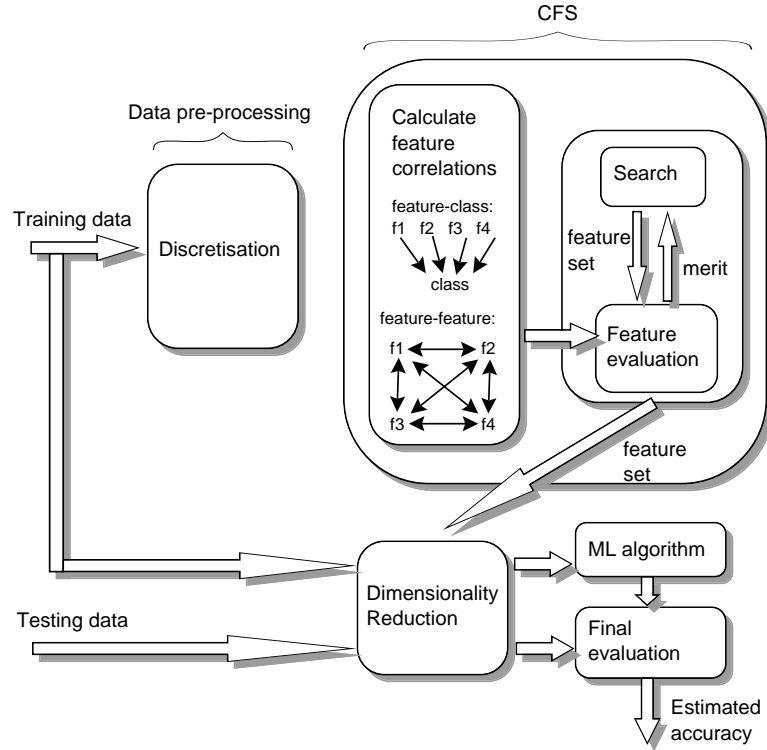 CFS
Data pre-processing
Calculate
feature
correlations
feature-class:
f1 f2 f3 f4
class
feature-feature:
f1 f2
f3 f4
Search
feature
set
merit
Feature
evaluation
Training data
Discretisation
feature
set
Testing data
Dimensionality
Reduction
ML algorithm
Final
evaluation
Estimated
accuracy